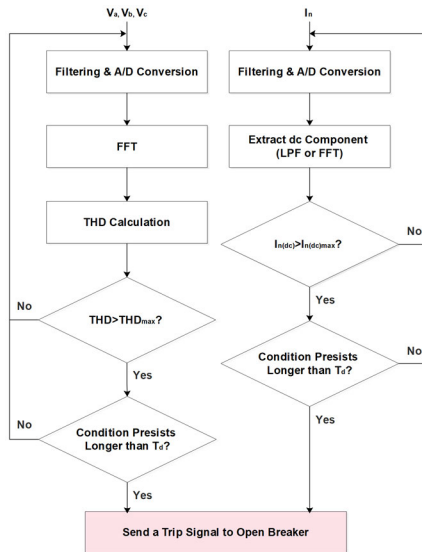 Va, Vb, Vc
Filtering & A/D Conversion
FFT
THD Calculation
THD>THDmax?
No
Yes
Condition Presists
Longer than Td?
No
Yes
In
Filtering & A/D Conversion
Extract dc Component
(LPF or FFT)
In(dc)>In(dc)max?
No
Yes
Condition Presists
Longer than Td?
No
Yes
Send a Trip Signal to Open Breaker